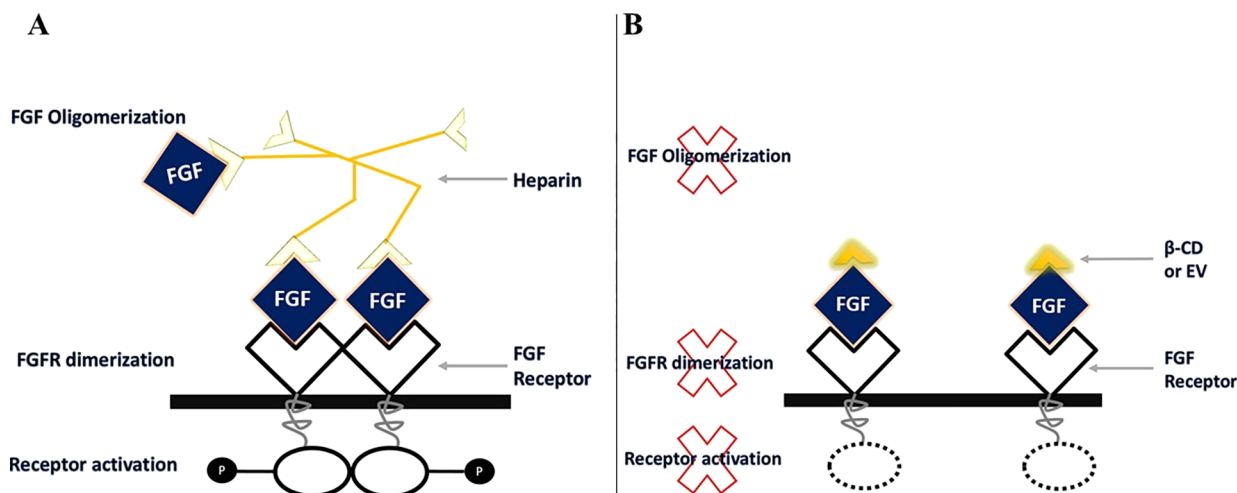 A
FGF Oligomerization
FGF
Heparin
FGF
FGF
FGFR dimerization
FGF
Receptor
Receptor activation
P
P
B
FGF Oligomerization
β-CD
or EV
FGF
FGF
FGFR dimerization
FGF
Receptor
Receptor activation